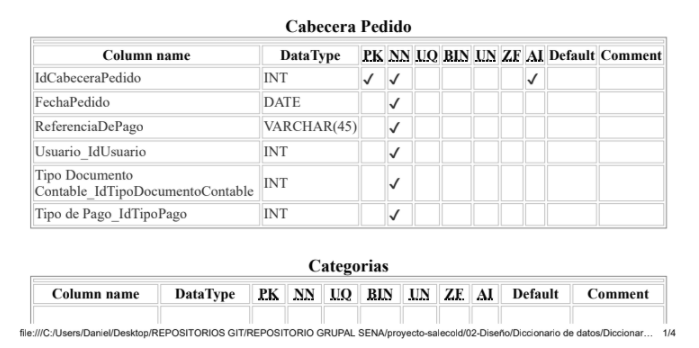 Cabecera Pedido
Column name DataType PK NN UQ BIN UN ZF AI Default Comment
IdCabeceraPedido INT ✓ ✓ ✓
FechaPedido DATE ✓
ReferenciaDePago VARCHAR(45) ✓
Usuario_IdUsuario INT ✓
Tipo Documento
Contable_IdTipoDocumentoContable INT ✓
Tipo de Pago_IdTipoPago INT ✓
Categorias
Column name DataType PK NN UQ BIN UN ZF AI Default Comment
file:///C:/Users/Daniel/Desktop/REPOSITORIOS GIT/REPOSITORIO GRUPAL SENA/proyecto-salecold/02-Diseño/Diccionario de datos/Diccionar… 1/4